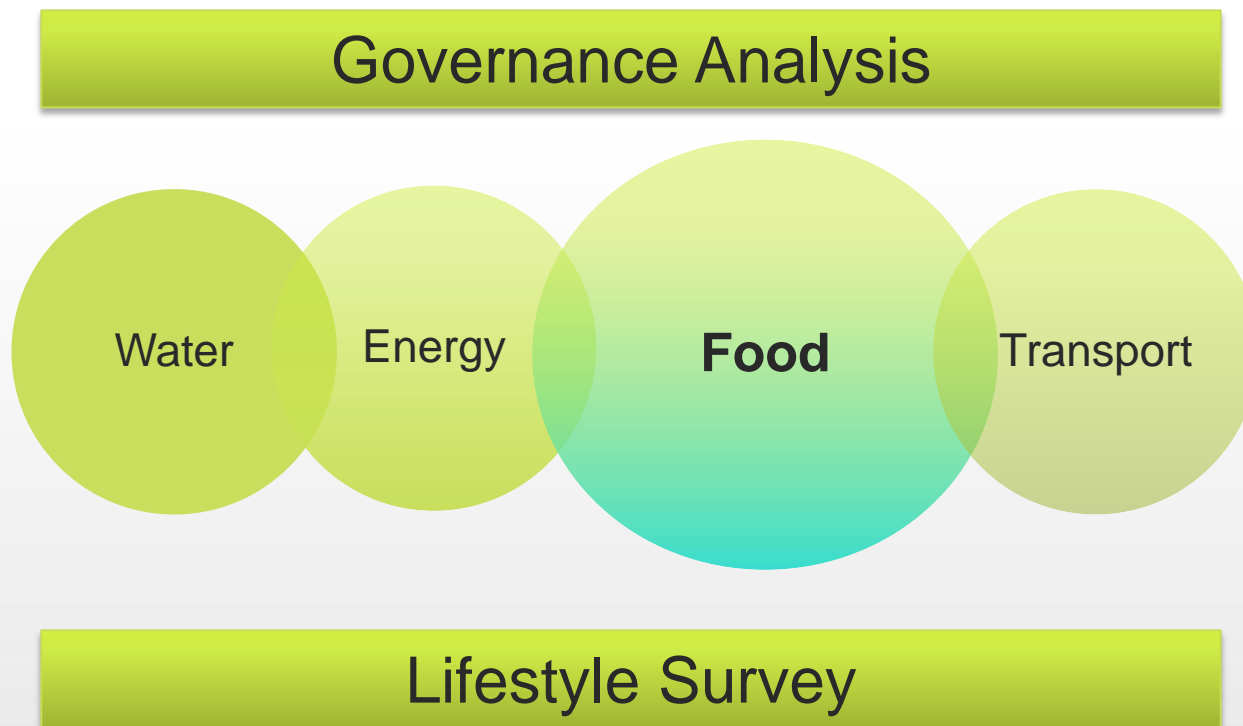 Governance Analysis
Water
Energy
Food
Transport
Lifestyle Survey